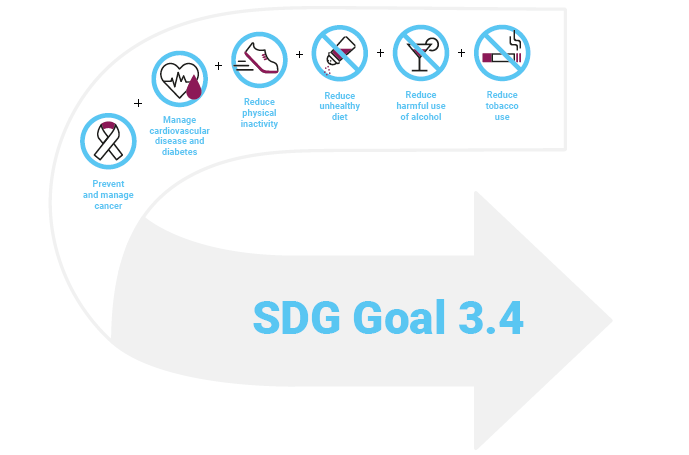 Prevent
and manage
cancer
+
Manage
cardiovascular
disease and
diabetes
+
Reduce
physical
inactivity
+
Reduce
unhealthy
diet
+
Reduce
harmful use
of alcohol
+
Reduce
tobacco
use
SDG Goal 3.4